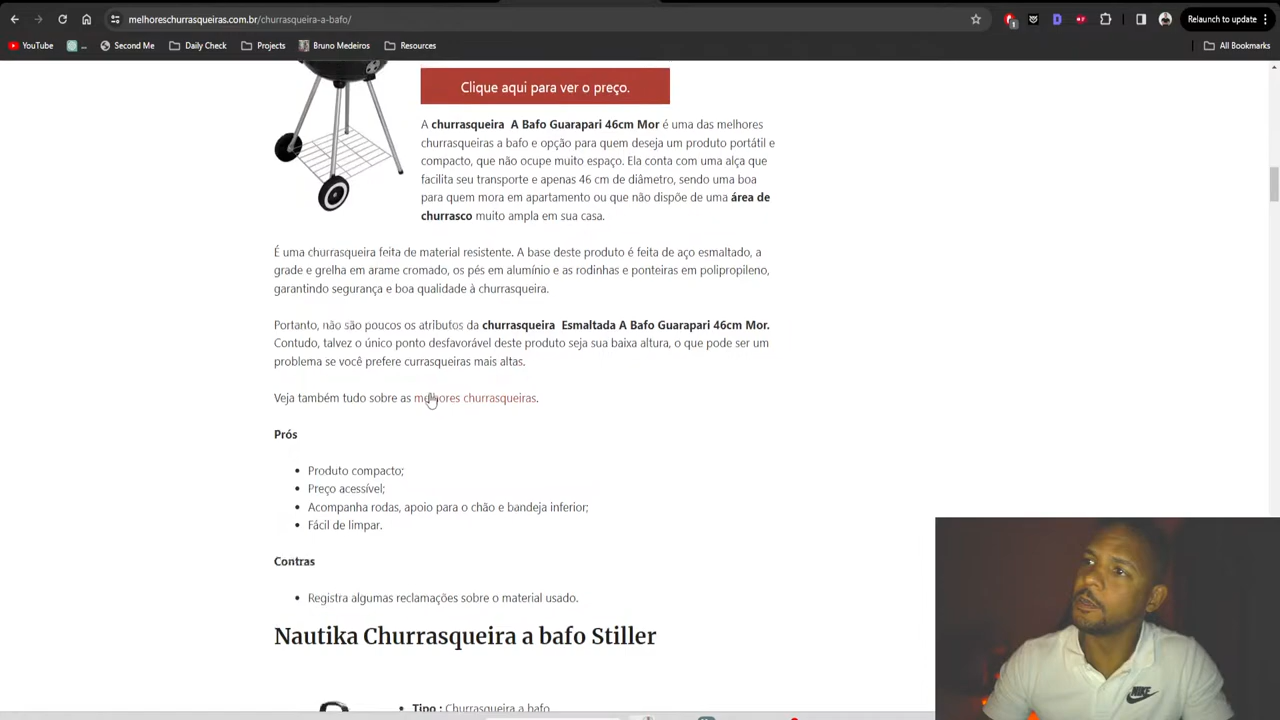 melhoreschurrasqueiras.com.br/churrasqueira-a-bafo/
Relaunch to update
YouTube
...
Second Me
Daily Check
Projects
Bruno Medeiros
Resources
All Bookmarks
Clique aqui para ver o preço.
A churrasqueira A Bafo Guarapari 46cm Mor é uma das melhores
churrasqueiras a bafo e opção para quem deseja um produto portátil e
compacto, que não ocupe muito espaço. Ela conta com uma alça que
facilita seu transporte e apenas 46 cm de diâmetro, sendo uma boa
para quem mora em apartamento ou que não dispõe de uma área de
churrasco muito ampla em sua casa.
É uma churrasqueira feita de material resistente. A base deste produto é feita de aço esmaltado, a
grade e grelha em arame cromado, os pés em alumínio e as rodinhas e ponteiras em polipropileno,
garantindo segurança e boa qualidade à churrasqueira.
Portanto, não são poucos os atributos da churrasqueira Esmaltada A Bafo Guarapari 46cm Mor.
Contudo, talvez o único ponto desfavorável deste produto seja sua baixa altura, o que pode ser um
problema se você prefere currasqueiras mais altas.
Veja também tudo sobre as melhores churrasqueiras.
Prós
• Produto compacto;
• Preço acessível;
• Acompanha rodas, apoio para o chão e bandeja inferior;
• Fácil de limpar.
Contras
• Registra algumas reclamações sobre o material usado.
Nautika Churrasqueira a bafo Stiller
• Tipo : Churrasqueira a bafo